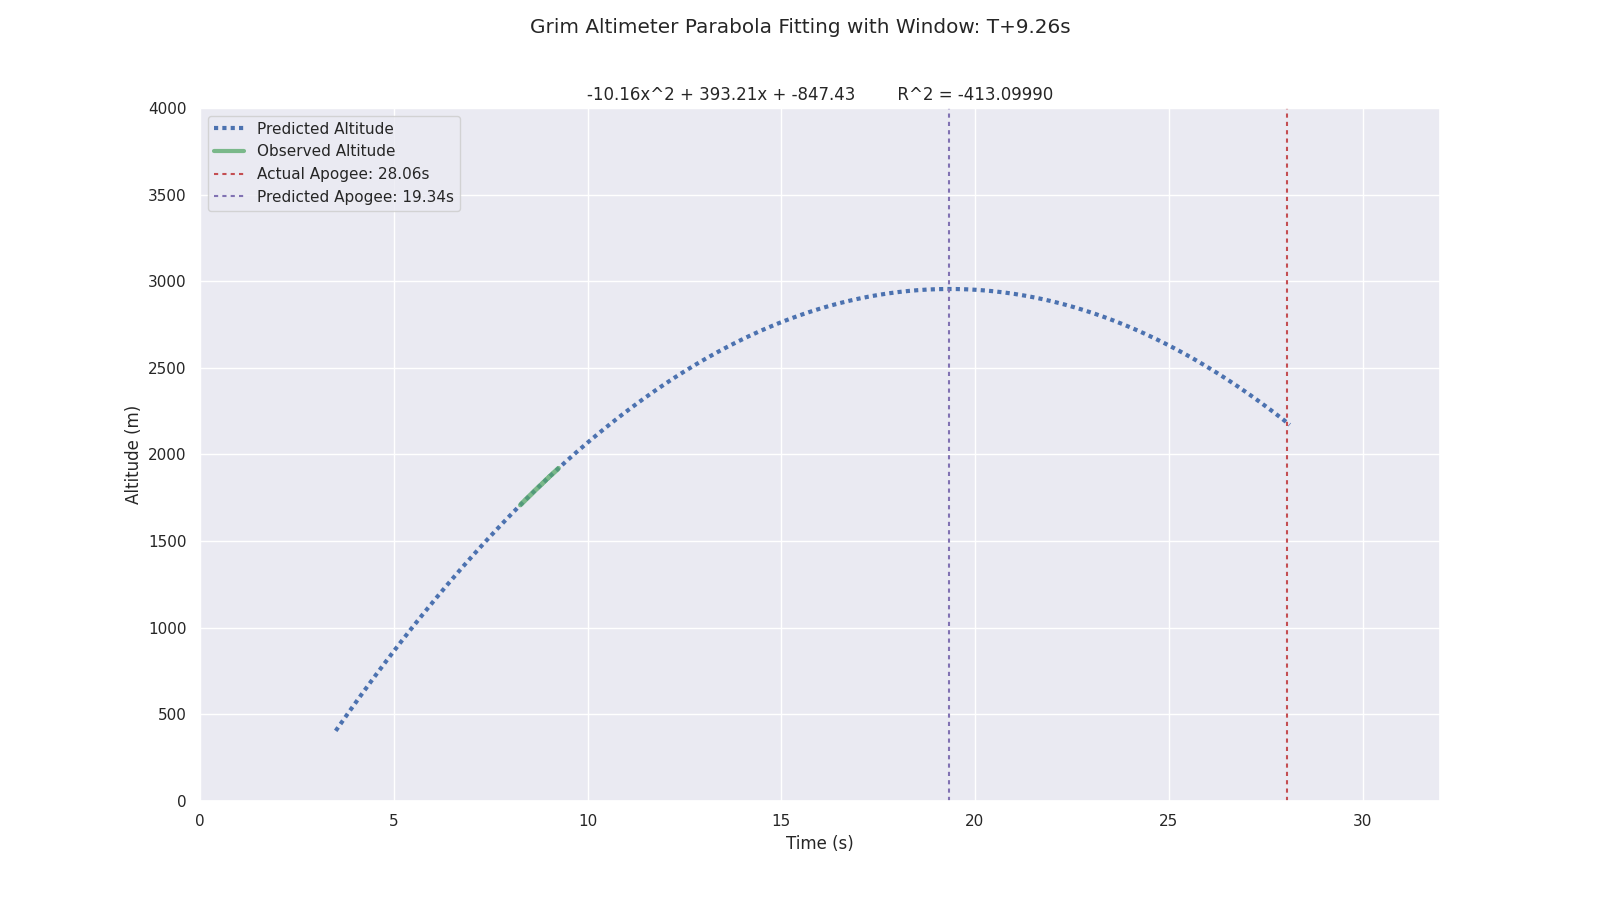 Grim Altimeter Parabola Fitting with Window: T+9.26s
-10.16x^2 + 393.21x + -847.43 R^2 = -413.09990
Predicted Altitude
Observed Altitude
Actual Apogee: 28.06s
Predicted Apogee: 19.34s
4000
3500
3000
2500
2000
1500
1000
500
0
Altitude (m)
0 5 10 15 20 25 30
Time (s)